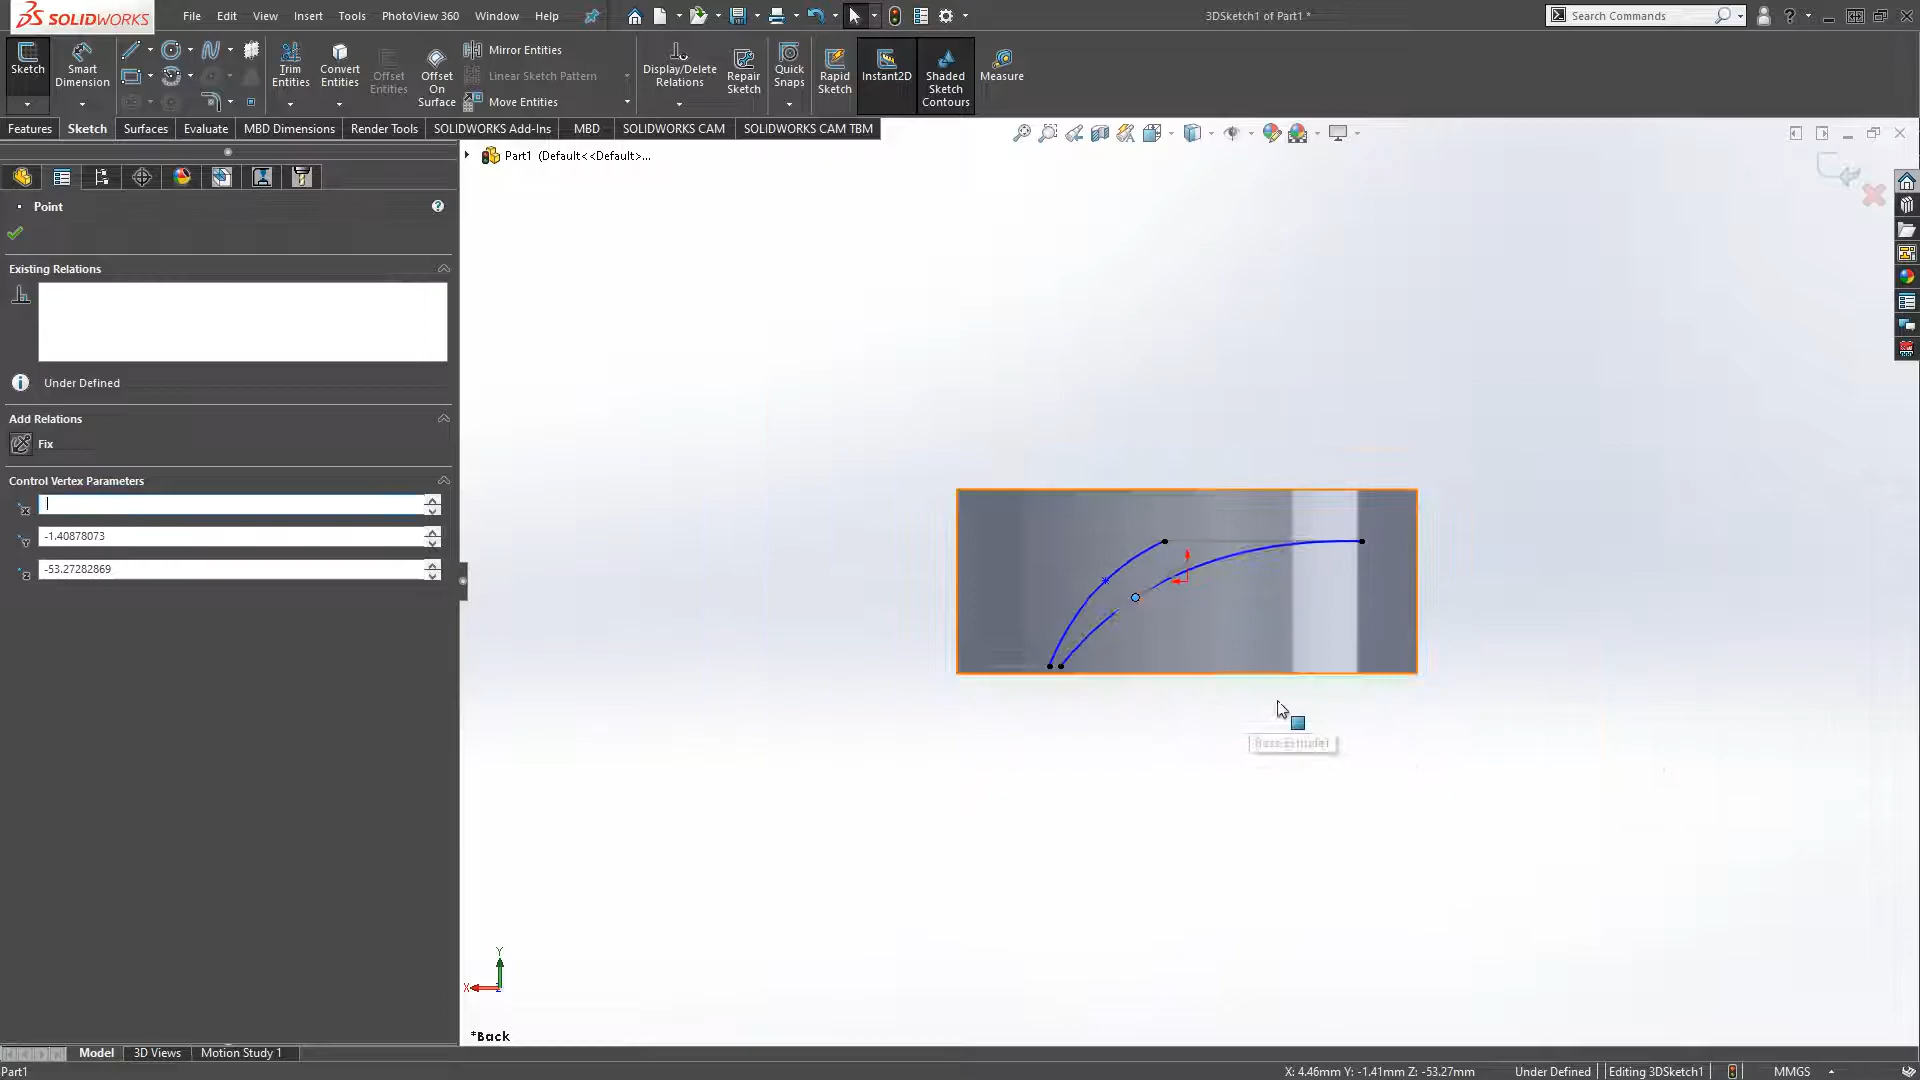 SOLIDWORKS
File Edit View Insert Tools PhotoView 360 Window Help
3DSketch1 of Part1 *
Search Commands
Sketch
Smart Dimension
Trim Entities
Convert Entities
Offset Entities
Offset On Surface
Mirror Entities
Linear Sketch Pattern
Move Entities
Display/Delete Relations
Repair Sketch
Quick Snaps
Rapid Sketch
Instant2D
Shaded Sketch Contours
Measure
Features Sketch Surfaces Evaluate MBD Dimensions Render Tools SOLIDWORKS Add-Ins MBD SOLIDWORKS CAM SOLIDWORKS CAM TBM
Part1 (Default<<Default>...
Point
Existing Relations
Under Defined
Add Relations
Fix
Control Vertex Parameters
-1.40878073
-53.27282869
Boss-Extrude1
Y
X
Z
*Back
Model 3D Views Motion Study 1
Part1
X: 4.46mm Y: -1.41mm Z: -53.27mm Under Defined Editing 3DSketch1 MMGS